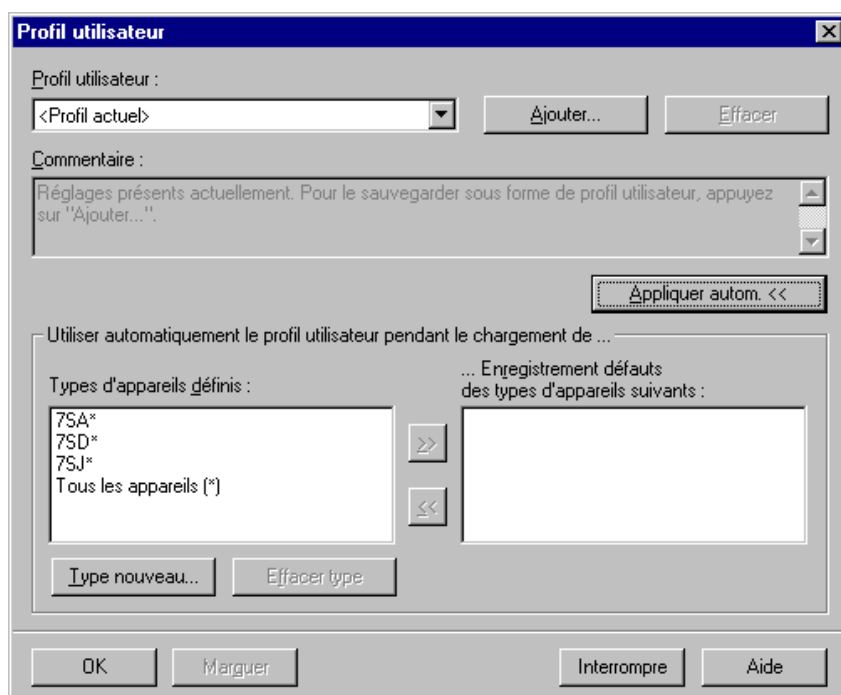 Profil utilisateur
Profil utilisateur :
<Profil actuel>
Ajouter...
Effacer
Commentaire :
Réglages présents actuellement. Pour le sauvegarder sous forme de profil utilisateur, appuyez
sur "Ajouter...".
Appliquer autom. <<
Utiliser automatiquement le profil utilisateur pendant le chargement de ...
Types d'appareils définis :
... Enregistrement défauts
des types d'appareils suivants :
7SA*
7SD*
7SJ*
Tous les appareils (*)
>>
<<
Type nouveau...
Effacer type
OK
Marguer
Interrompre
Aide